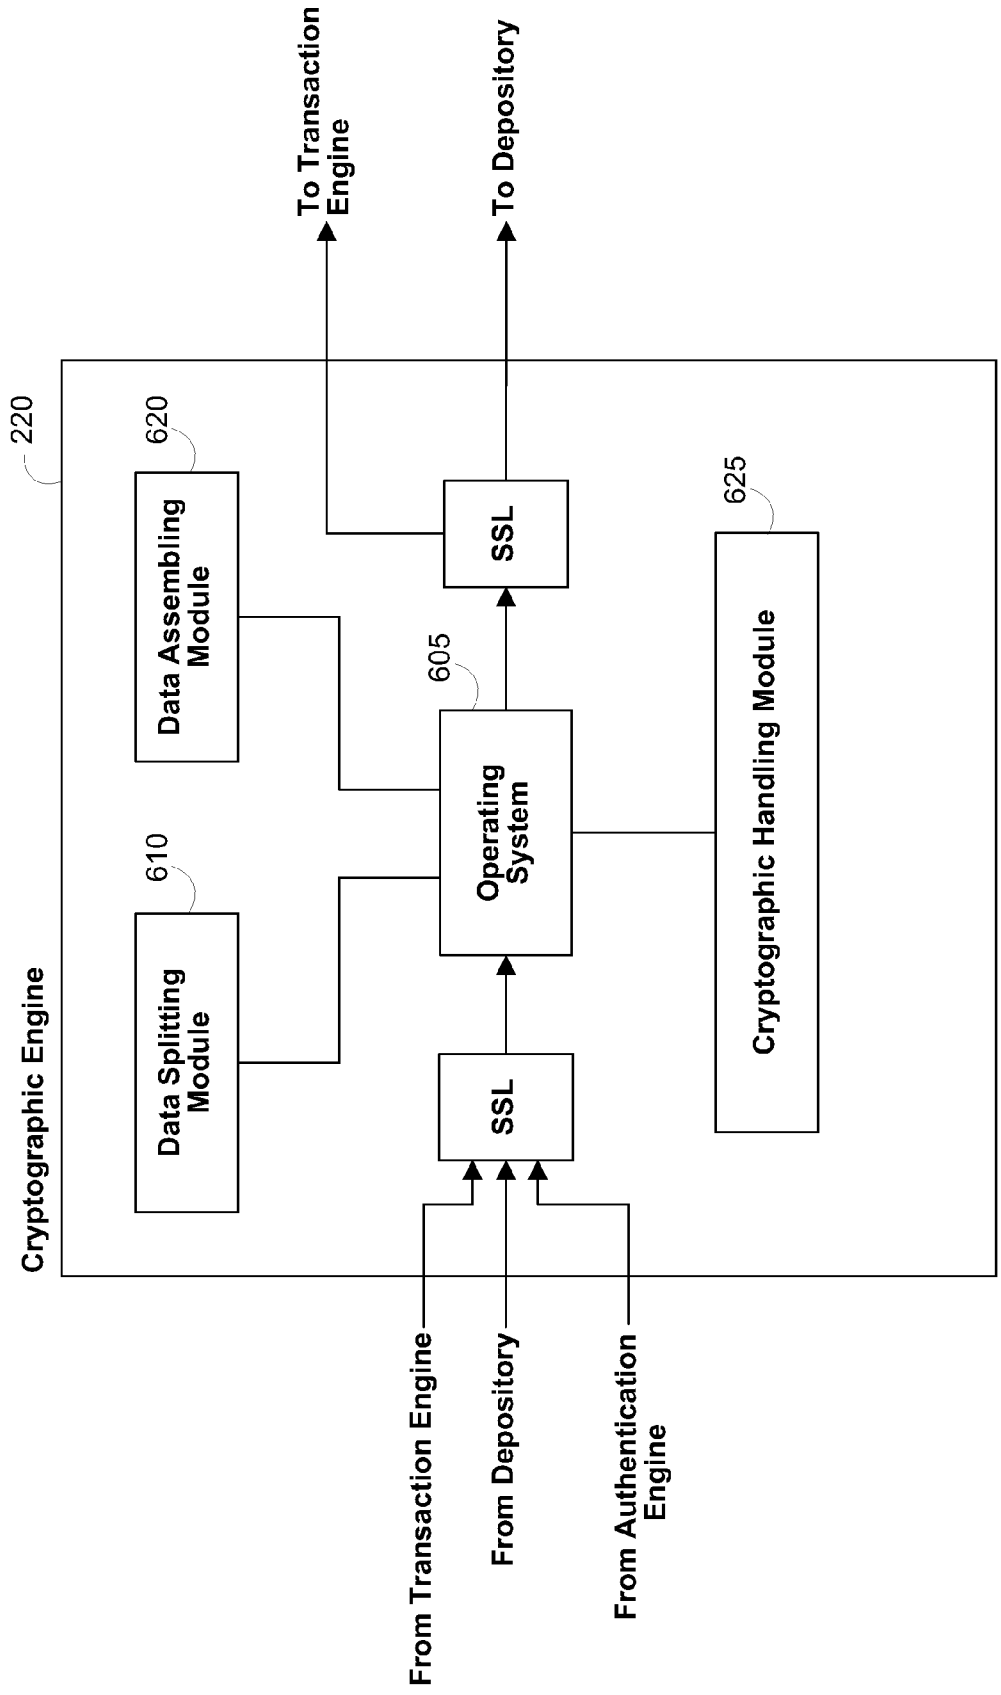 Cryptographic Engine
220
Data Splitting
Module
610
Data Assembling
Module
620
To Transaction
Engine
From Transaction Engine
From Depository
From Authentication
Engine
SSL
Operating
System
605
SSL
To Depository
Cryptographic Handling Module
625